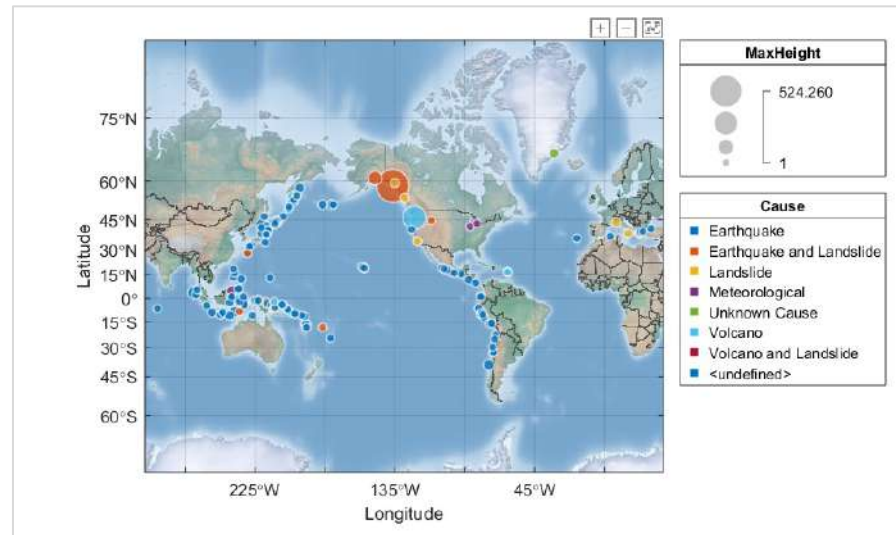 MaxHeight
524.260
1
Cause
Earthquake
Earthquake and Landslide
Landslide
Meteorological
Unknown Cause
Volcano
Volcano and Landslide
<undefined>
75°N
60°N
45°N
30°N
15°N
0°
15°S
30°S
45°S
60°S
Latitude
225°W
135°W
45°W
Longitude